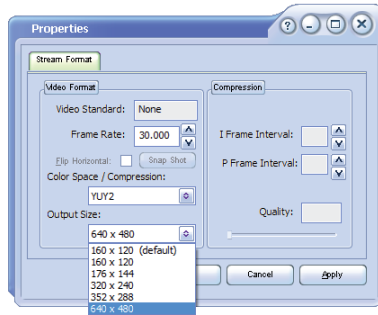 Properties
Stream Format
Video Format
Video Standard: None
Frame Rate: 30.000
Flip Horizontal: Snap Shot
Color Space / Compression:
YUY2
Output Size:
640 x 480
160 x 120 (default)
160 x 120
176 x 144
320 x 240
352 x 288
640 x 480
Compression
I Frame Interval:
P Frame Interval:
Quality:
Cancel
Apply